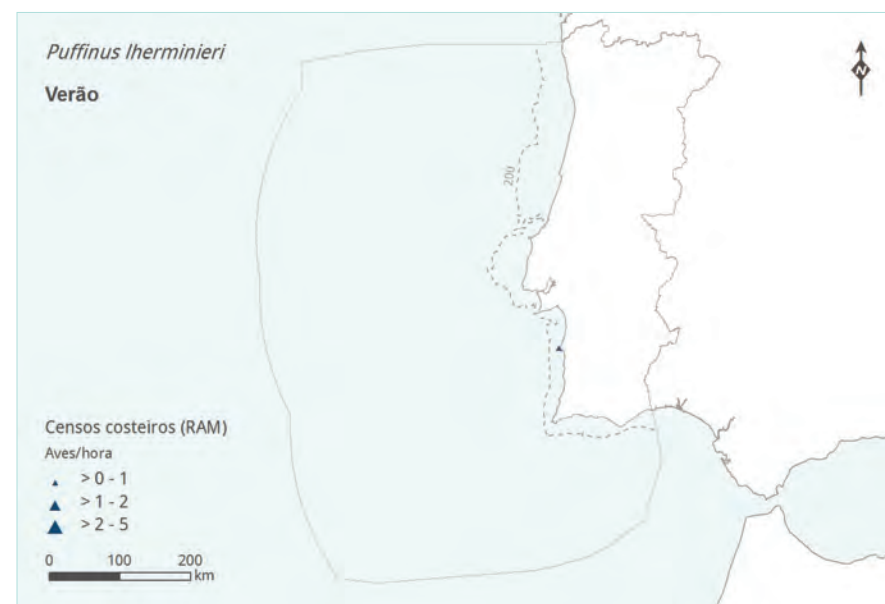 Puffinus lherminieri
Verão
N
200
Censos costeiros (RAM)
Aves/hora
> 0 - 1
> 1 - 2
> 2 - 5
0 100 200
km